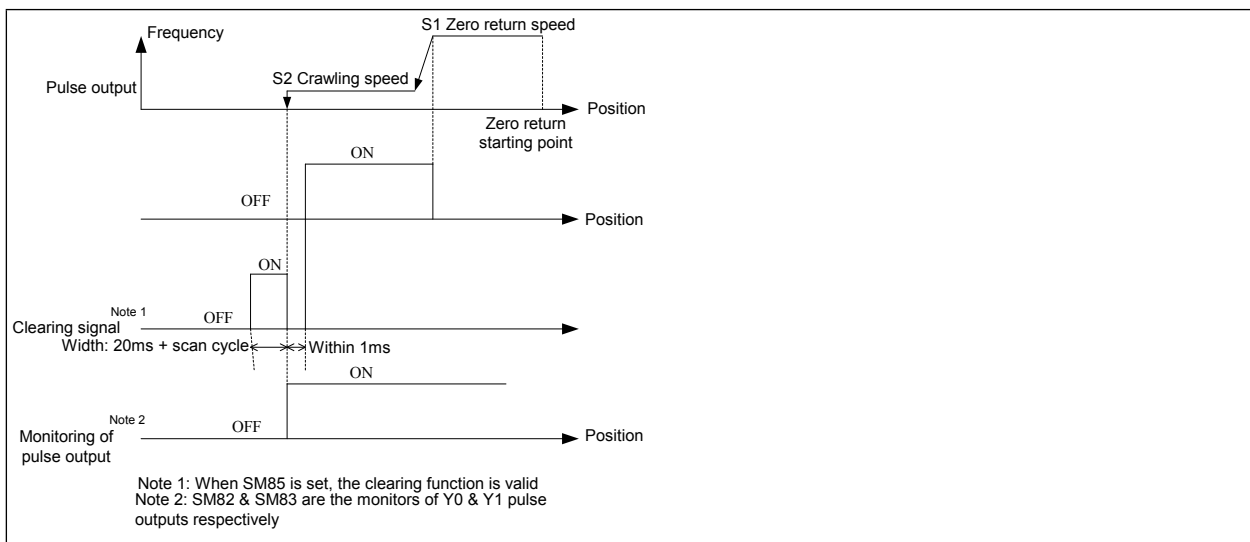 Frequency
S1 Zero return speed
Pulse output
S2 Crawling speed
Position
Zero return
starting point
ON
OFF
Position
ON
Clearing signal Note 1
OFF
Width: 20ms + scan cycle
Within 1ms
ON
Note 2
OFF
Monitoring of
pulse output
Position
Note 1: When SM85 is set, the clearing function is valid
Note 2: SM82 & SM83 are the monitors of Y0 & Y1 pulse
outputs respectively